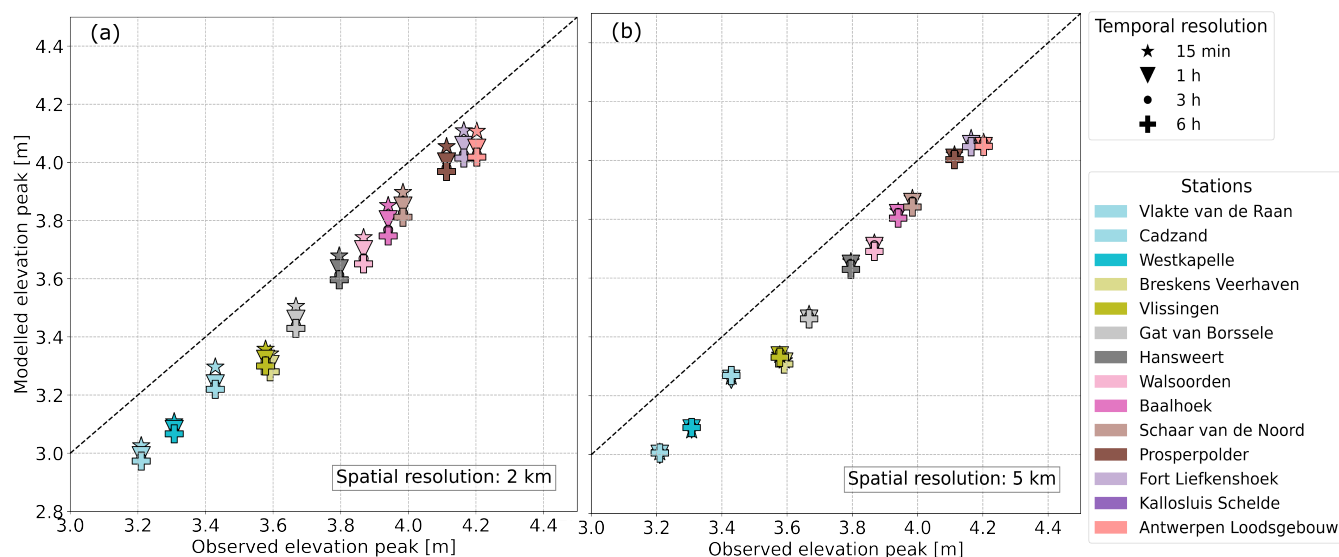 (a)
4.4
4.2
4.0
3.8
3.6
3.4
3.2
3.0
2.8
Modelled elevation peak [m]
Spatial resolution: 2 km
3.0 3.2 3.4 3.6 3.8 4.0 4.2 4.4
Observed elevation peak [m]
(b)
Spatial resolution: 5 km
3.0 3.2 3.4 3.6 3.8 4.0 4.2 4.4
Observed elevation peak [m]
Temporal resolution
15 min
1 h
3 h
6 h
Stations
Vlakte van de Raan
Cadzand
Westkapelle
Breskens Veerhaven
Vlissingen
Gat van Borssele
Hansweert
Walsoorden
Baalhoek
Schaar van de Noord
Prosperpolder
Fort Liefkenshoek
Kallosluis Schelde
Antwerpen Loodsgebouw